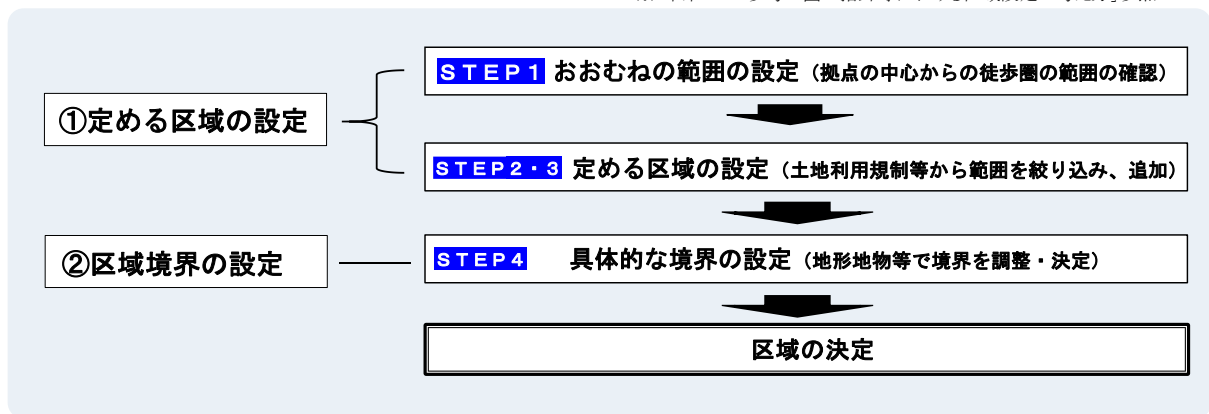 STEP1 おおむねの範囲の設定（拠点の中心からの徒歩圏の範囲の確認）
①定める区域の設定
STEP2・3 定める区域の設定（土地利用規制等から範囲を絞り込み、追加）
②区域境界の設定
STEP4 具体的な境界の設定（地形地物等で境界を調整・決定）
区域の決定